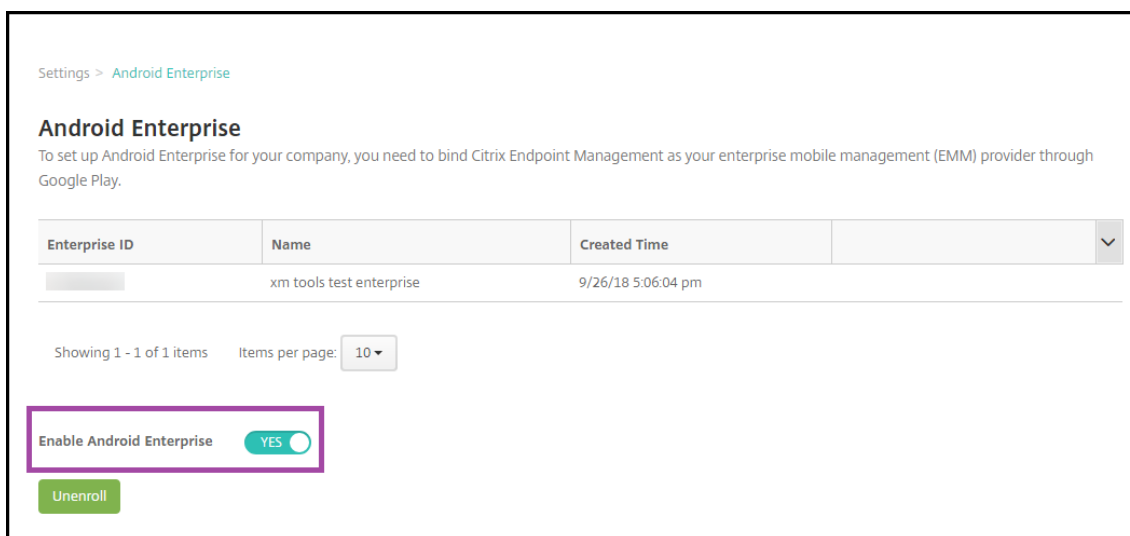 Settings > Android Enterprise
Android Enterprise
To set up Android Enterprise for your company, you need to bind Citrix Endpoint Management as your enterprise mobile management (EMM) provider through
Google Play.
Enterprise ID Name Created Time
xm tools test enterprise 9/26/18 5:06:04 pm
Showing 1 - 1 of 1 items Items per page: 10
Enable Android Enterprise YES
Unenroll